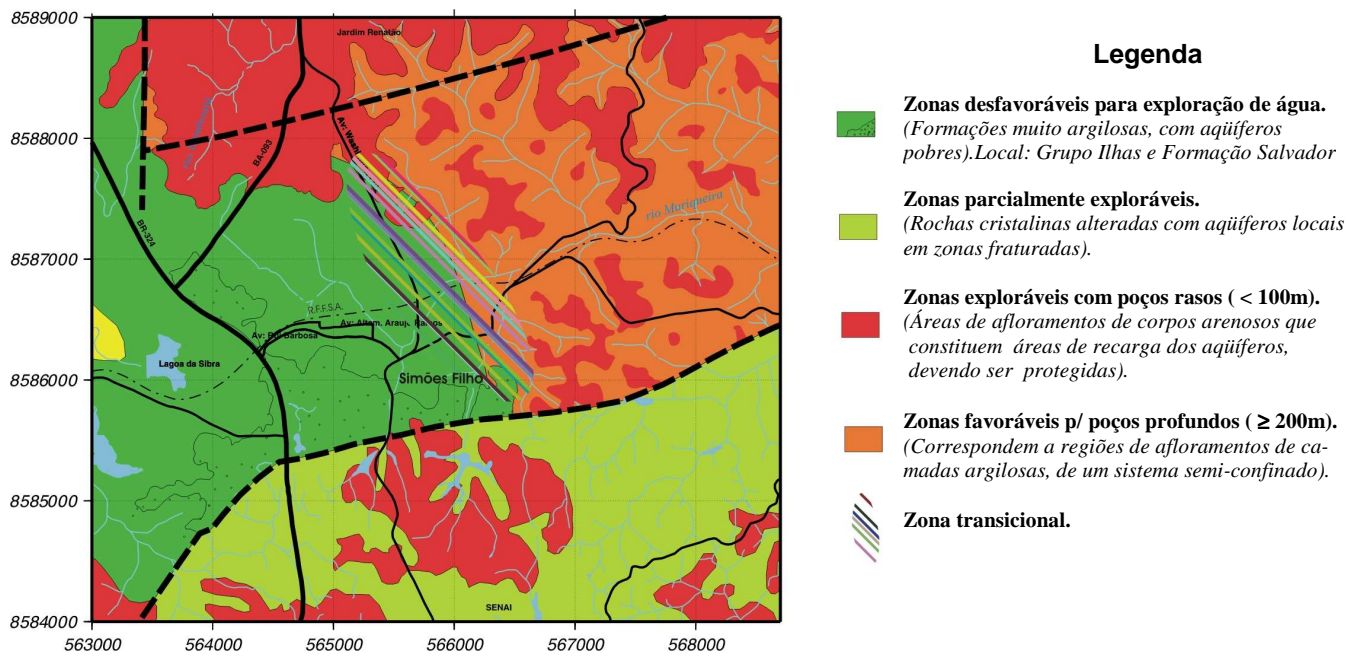 8589000
8588000
8587000
8586000
8585000
8584000
563000
564000
565000
566000
567000
568000
Jardim Renatão
BA-093
BR-324
rio Muriqueira
R.F.F.S.A.
Av: Rui Barbosa
Av: Altam. Arauj. Ramos
Lagoa da Sibra
Simões Filho
SENAI
Legenda
Zonas desfavoráveis para exploração de água.
(Formações muito argilosas, com aqüíferos
pobres).Local: Grupo Ilhas e Formação Salvador
Zonas parcialmente exploráveis.
(Rochas cristalinas alteradas com aqüíferos locais
em zonas fraturadas).
Zonas exploráveis com poços rasos ( < 100m).
(Áreas de afloramentos de corpos arenosos que
constituem áreas de recarga dos aqüíferos,
devendo ser protegidas).
Zonas favoráveis p/ poços profundos ( ≥ 200m).
(Correspondem a regiões de afloramentos de ca-
madas argilosas, de um sistema semi-confinado).
Zona transicional.